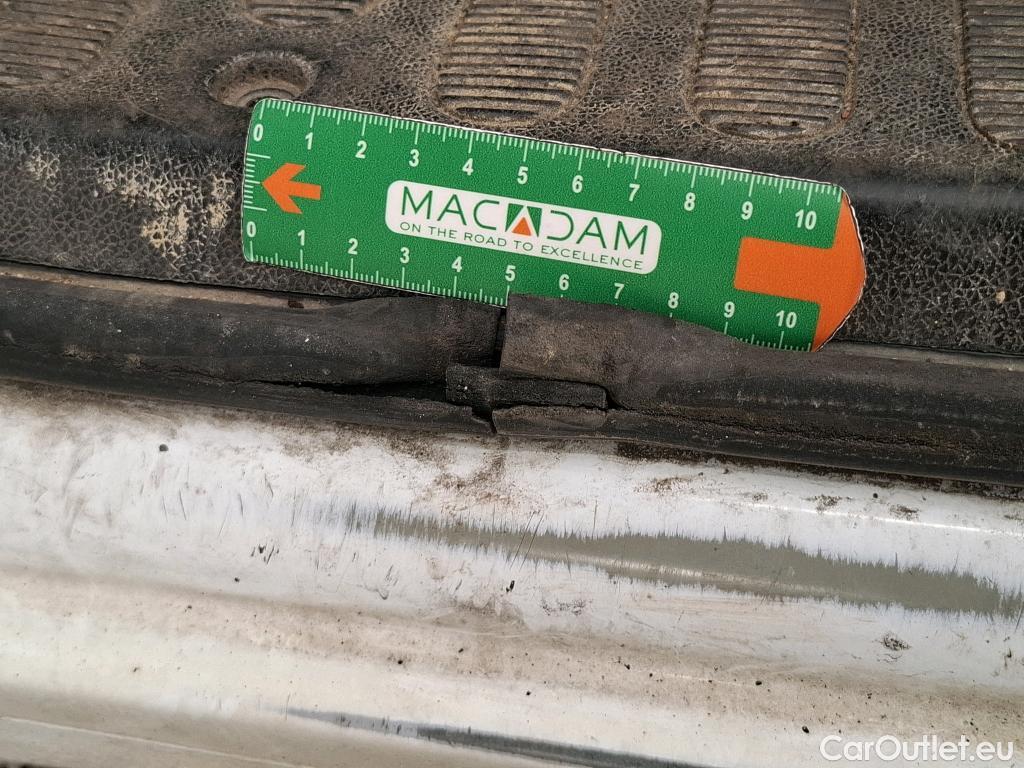 0 1 2 3 4 5 6 7 8 9 10
MACADAM
ON THE ROAD TO EXCELLENCE
0 1 2 3 4 5 6 7 8 9 10
CarOutlet.eu